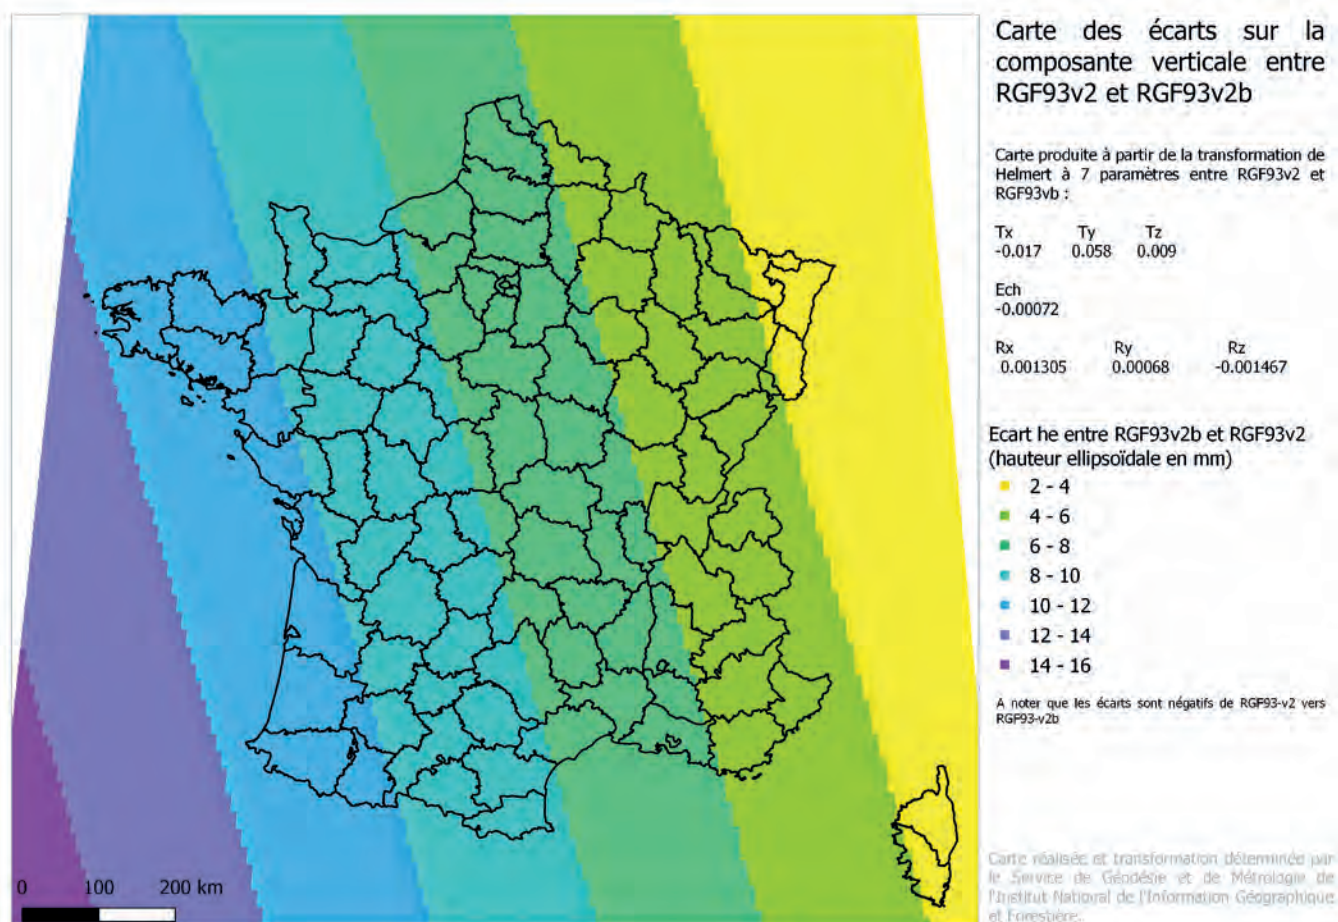 Carte des écarts sur la
composante verticale entre
RGF93v2 et RGF93v2b
Carte produite à partir de la transformation de
Helmert à 7 paramètres entre RGF93v2 et
RGF93vb :
Tx Ty Tz
-0.017 0.058 0.009
Ech
-0.00072
Rx Ry Rz
0.001305 0.00068 -0.001467
Ecart he entre RGF93v2b et RGF93v2
(hauteur ellipsoïdale en mm)
2 - 4
4 - 6
6 - 8
8 - 10
10 - 12
12 - 14
14 - 16
A noter que les écarts sont négatifs de RGF93-v2 vers
RGF93-v2b
0 100 200 km
Carte réalisée et transformation déterminée par
le Service de Géodésie et de Métrologie de
l'Institut National de l'Information Géographique
et Forestière.